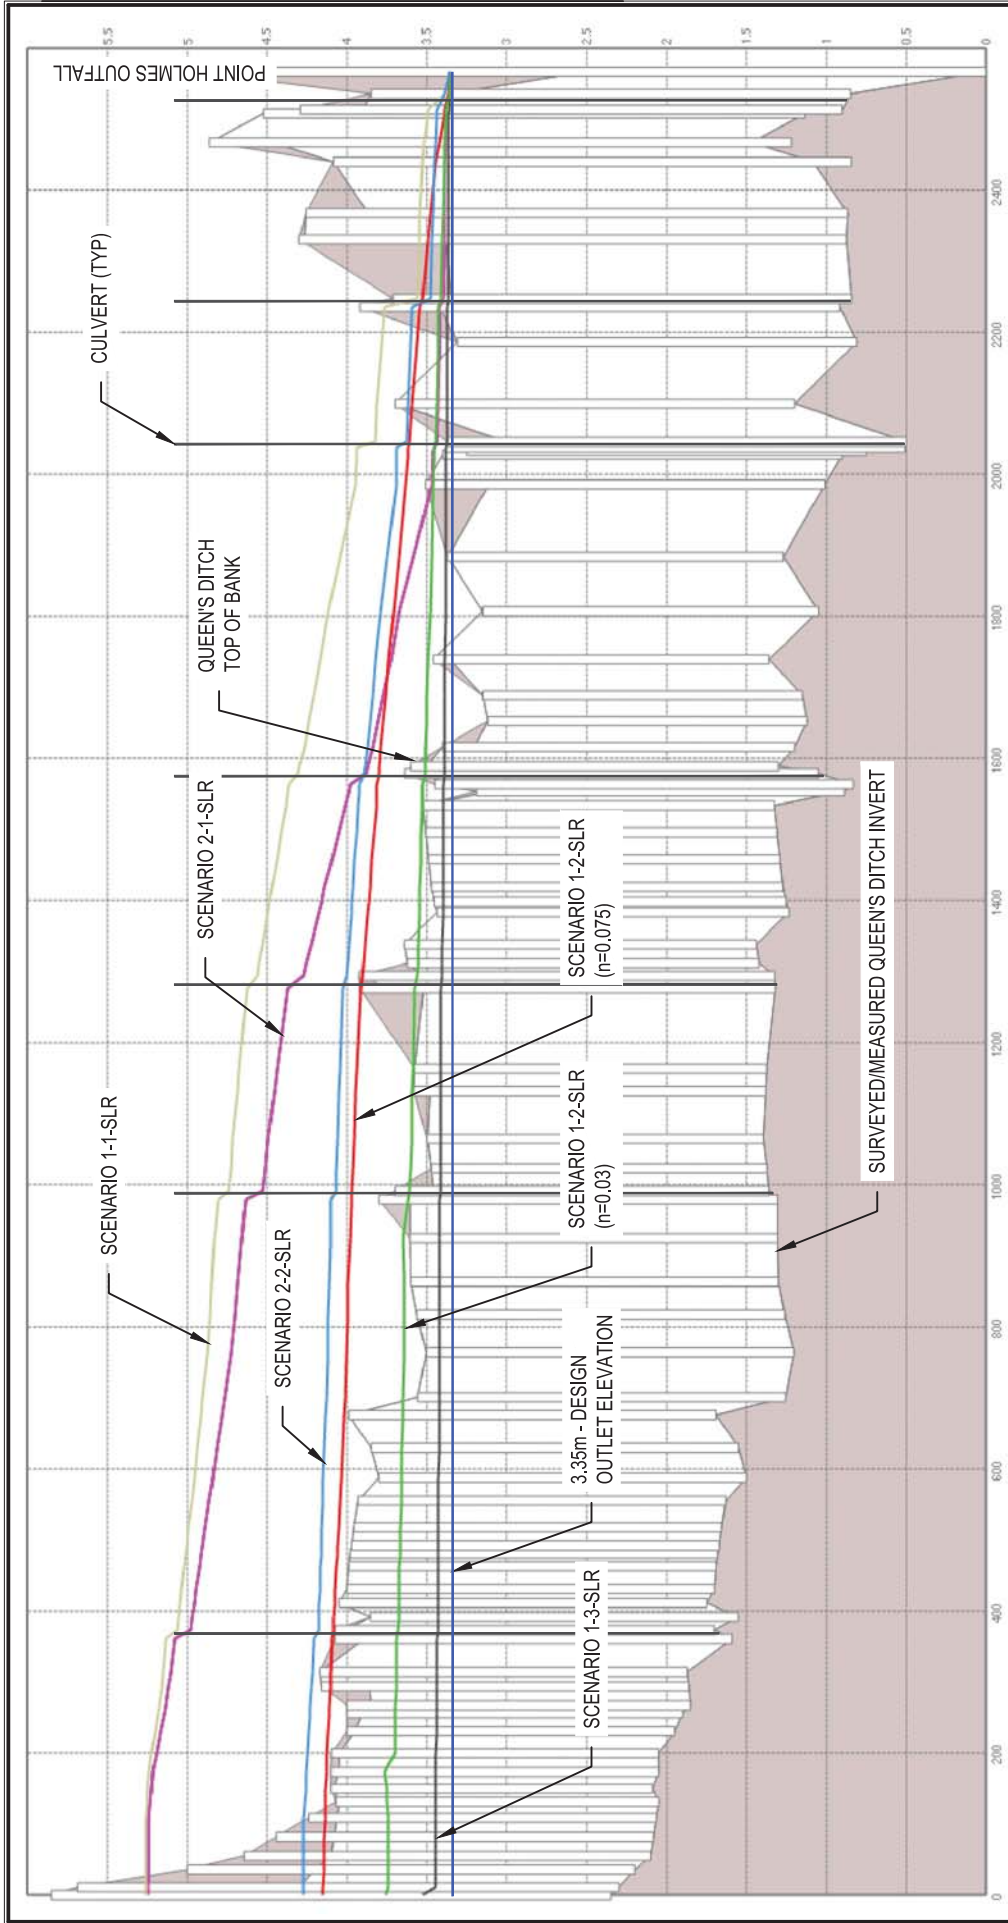 POINT HOLMES OUTFALL
CULVERT (TYP)
QUEEN'S DITCH
TOP OF BANK
SCENARIO 2-1-SLR
SCENARIO 1-1-SLR
SCENARIO 2-2-SLR
SCENARIO 1-2-SLR
(n=0.075)
SCENARIO 1-2-SLR
(n=0.03)
3.35m - DESIGN
OUTLET ELEVATION
SCENARIO 1-3-SLR
SURVEYED/MEASURED QUEEN'S DITCH INVERT
5.5
5
4.5
4
3.5
3
2.5
2
1.5
1
0.5
0
0
200
400
600
800
1000
1200
1400
1600
1800
2000
2200
2400